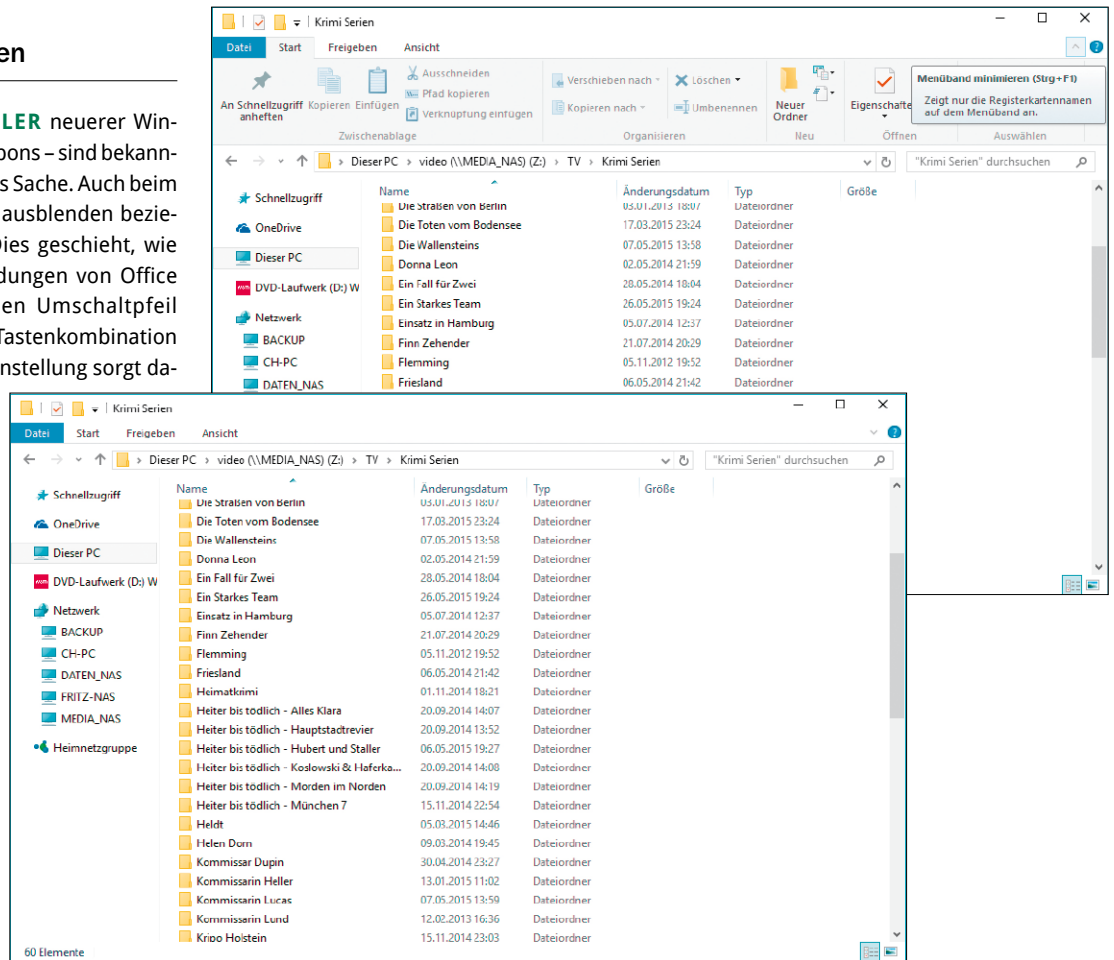 en
LER neuerer Win-
bons – sind bekann-
s Sache. Auch beim
ausblenden bezie-
Dies geschieht, wie
dungen von Office
en Umschaltpfeil
Tastenkombination
nstellung sorgt da-
Krimi Serien
Datei Start Freigeben Ansicht
An Schnellzugriff anheften
Kopieren
Einfügen
Ausschneiden
Pfad kopieren
Verknüpfung einfügen
Zwischenablage
Verschieben nach
Kopieren nach
Löschen
Umbenennen
Organisieren
Neuer Ordner
Neu
Eigenschafte
Öffnen
Auswählen
Menüband minimieren (Strg+F1)
Zeigt nur die Registerkartennamen
auf dem Menüband an.
Dieser PC > video (\\MEDIA_NAS) (Z:) > TV > Krimi Serien
"Krimi Serien" durchsuchen
Schnellzugriff
OneDrive
Dieser PC
DVD-Laufwerk (D:) W
Netzwerk
BACKUP
CH-PC
DATEN_NAS
Name Änderungsdatum Typ Größe
Die Straßen von Berlin 03.01.2013 18:07 Dateiordner
Die Toten vom Bodensee 17.03.2015 23:24 Dateiordner
Die Wallensteins 07.05.2015 13:58 Dateiordner
Donna Leon 02.05.2014 21:59 Dateiordner
Ein Fall für Zwei 28.05.2014 18:04 Dateiordner
Ein Starkes Team 26.05.2015 19:24 Dateiordner
Einsatz in Hamburg 05.07.2014 12:37 Dateiordner
Finn Zehender 21.07.2014 20:29 Dateiordner
Flemming 05.11.2012 19:52 Dateiordner
Friesland 06.05.2014 21:42 Dateiordner
Krimi Serien
Datei Start Freigeben Ansicht
Dieser PC > video (\\MEDIA_NAS) (Z:) > TV > Krimi Serien
"Krimi Serien" durchsuchen
Schnellzugriff
OneDrive
Dieser PC
DVD-Laufwerk (D:) W
Netzwerk
BACKUP
CH-PC
DATEN_NAS
FRITZ-NAS
MEDIA_NAS
Heimnetzgruppe
Name Änderungsdatum Typ Größe
Die Straßen von Berlin 03.01.2013 18:07 Dateiordner
Die Toten vom Bodensee 17.03.2015 23:24 Dateiordner
Die Wallensteins 07.05.2015 13:58 Dateiordner
Donna Leon 02.05.2014 21:59 Dateiordner
Ein Fall für Zwei 28.05.2014 18:04 Dateiordner
Ein Starkes Team 26.05.2015 19:24 Dateiordner
Einsatz in Hamburg 05.07.2014 12:37 Dateiordner
Finn Zehender 21.07.2014 20:29 Dateiordner
Flemming 05.11.2012 19:52 Dateiordner
Friesland 06.05.2014 21:42 Dateiordner
Heimatkrimi 01.11.2014 18:21 Dateiordner
Heiter bis tödlich - Alles Klara 20.09.2014 14:07 Dateiordner
Heiter bis tödlich - Hauptstadtrevier 20.09.2014 13:52 Dateiordner
Heiter bis tödlich - Hubert und Staller 06.05.2015 19:27 Dateiordner
Heiter bis tödlich - Koslowski & Haferka... 20.09.2014 14:08 Dateiordner
Heiter bis tödlich - Morden im Norden 20.09.2014 14:19 Dateiordner
Heiter bis tödlich - München 7 15.11.2014 22:54 Dateiordner
Heldt 05.03.2015 14:46 Dateiordner
Helen Dorn 09.03.2014 19:45 Dateiordner
Kommissar Dupin 30.04.2014 23:27 Dateiordner
Kommissarin Heller 13.01.2015 11:02 Dateiordner
Kommissarin Lucas 07.05.2015 13:59 Dateiordner
Kommissarin Lund 12.02.2013 16:36 Dateiordner
Kripo Holstein 15.11.2014 23:03 Dateiordner
60 Elemente